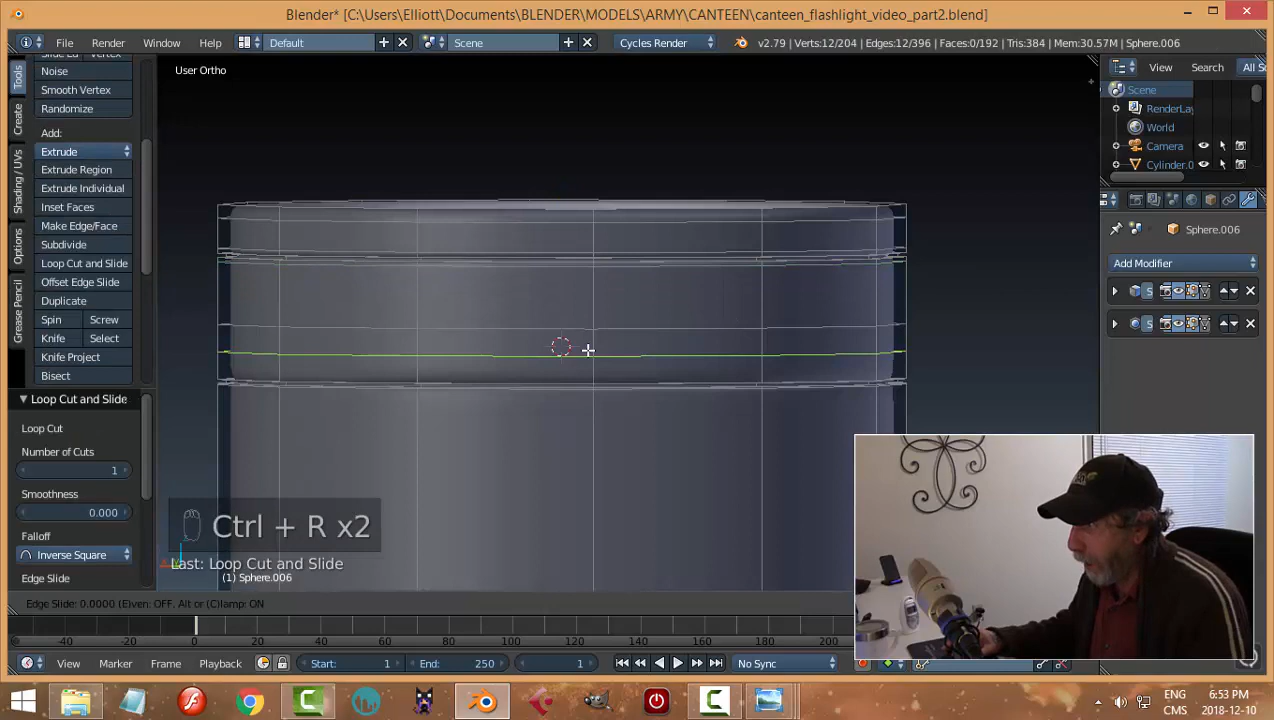 Blender* [C:\Users\Elliott\Documents\BLENDER\MODELS\ARMY\CANTEEN\canteen_flashlight_video_part2.blend]
File Render Window Help Default Scene Cycles Render v2.79 | Verts:12/204 | Edges:12/396 | Faces:0/192 | Tris:384 | Mem:30.57M | Sphere.006
View Search All S
Tools
Create
Shading / UVs
Options
Grease Pencil
Noise
Smooth Vertex
Randomize
Add:
Extrude
Extrude Region
Extrude Individual
Inset Faces
Make Edge/Face
Subdivide
Loop Cut and Slide
Offset Edge Slide
Duplicate
Spin Screw
Knife Select
Knife Project
Bisect
Loop Cut and Slide
Loop Cut
Number of Cuts
1
Smoothness
0.000
Falloff
Inverse Square
Edge Slide
User Ortho
Ctrl + R x2
Last: Loop Cut and Slide
(1) Sphere.006
Edge Slide: 0.0000 (E)ven: OFF, Alt or (C)lamp: ON
Scene
RenderLay
World
Camera
Cylinder.0
Sphere.006
Add Modifier
S
S
-40 -20 0 20 40 60 80 100 120 140 160 180 200
View Marker Frame Playback Start: 1 End: 250 1 No Sync
ENG
CMS
6:53 PM
2018-12-10